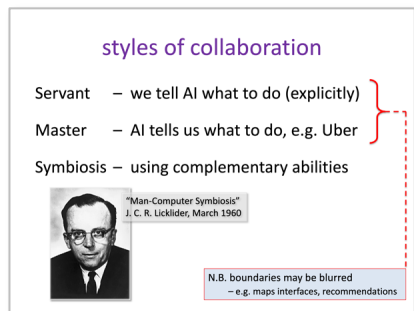 styles of collaboration
Servant – we tell AI what to do (explicitly)
Master – AI tells us what to do, e.g. Uber
Symbiosis – using complementary abilities
"Man-Computer Symbiosis"
J. C. R. Licklider, March 1960
N.B. boundaries may be blurred
– e.g. maps interfaces, recommendations